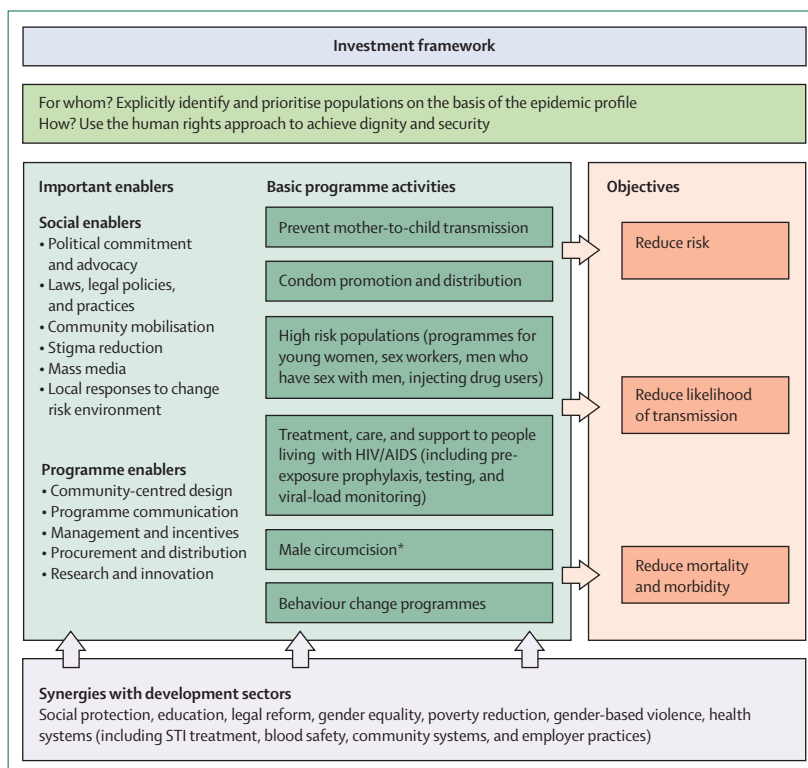 Investment framework
For whom? Explicitly identify and prioritise populations on the basis of the epidemic profile
How? Use the human rights approach to achieve dignity and security
Important enablers
Social enablers
• Political commitment
and advocacy
• Laws, legal policies,
and practices
• Community mobilisation
• Stigma reduction
• Mass media
• Local responses to change
risk environment
Programme enablers
• Community-centred design
• Programme communication
• Management and incentives
• Procurement and distribution
• Research and innovation
Basic programme activities
Prevent mother-to-child transmission
Condom promotion and distribution
High risk populations (programmes for
young women, sex workers, men who
have sex with men, injecting drug users)
Treatment, care, and support to people
living with HIV/AIDS (including pre-
exposure prophylaxis, testing, and
viral-load monitoring)
Male circumcision*
Behaviour change programmes
Objectives
Reduce risk
Reduce likelihood
of transmission
Reduce mortality
and morbidity
Synergies with development sectors
Social protection, education, legal reform, gender equality, poverty reduction, gender-based violence, health
systems (including STI treatment, blood safety, community systems, and employer practices)